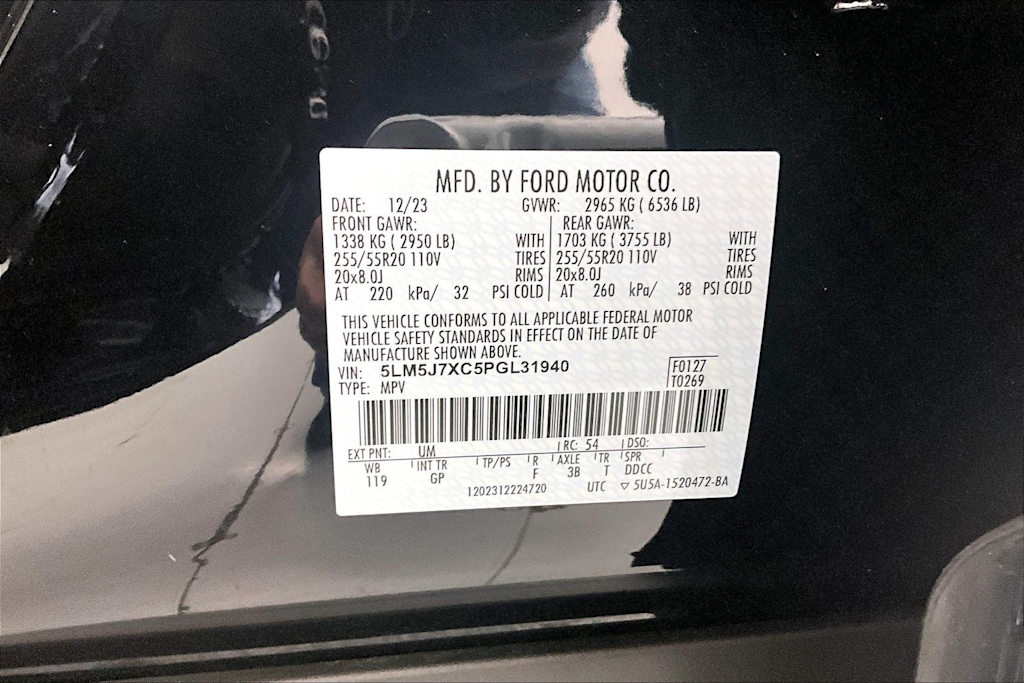 MFD. BY FORD MOTOR CO.
DATE: 12/23 GVWR: 2965 KG ( 6536 LB)
FRONT GAWR: REAR GAWR:
1338 KG ( 2950 LB) WITH 1703 KG ( 3755 LB) WITH
255/55R20 110V TIRES 255/55R20 110V TIRES
20x8.0J RIMS 20x8.0J RIMS
AT 220 kPa/ 32 PSI COLD AT 260 kPa/ 38 PSI COLD
THIS VEHICLE CONFORMS TO ALL APPLICABLE FEDERAL MOTOR
VEHICLE SAFETY STANDARDS IN EFFECT ON THE DATE OF
MANUFACTURE SHOWN ABOVE.
VIN: 5LM5J7XC5PGL31940 F0127
TYPE: MPV T0269
EXT PNT: UM RC: 54 DSO:
WB INT TR TP/PS R AXLE TR SPR
119 GP F 3B T DDCC
1202312224720 UTC ▽ 5U5A-1520472-BA